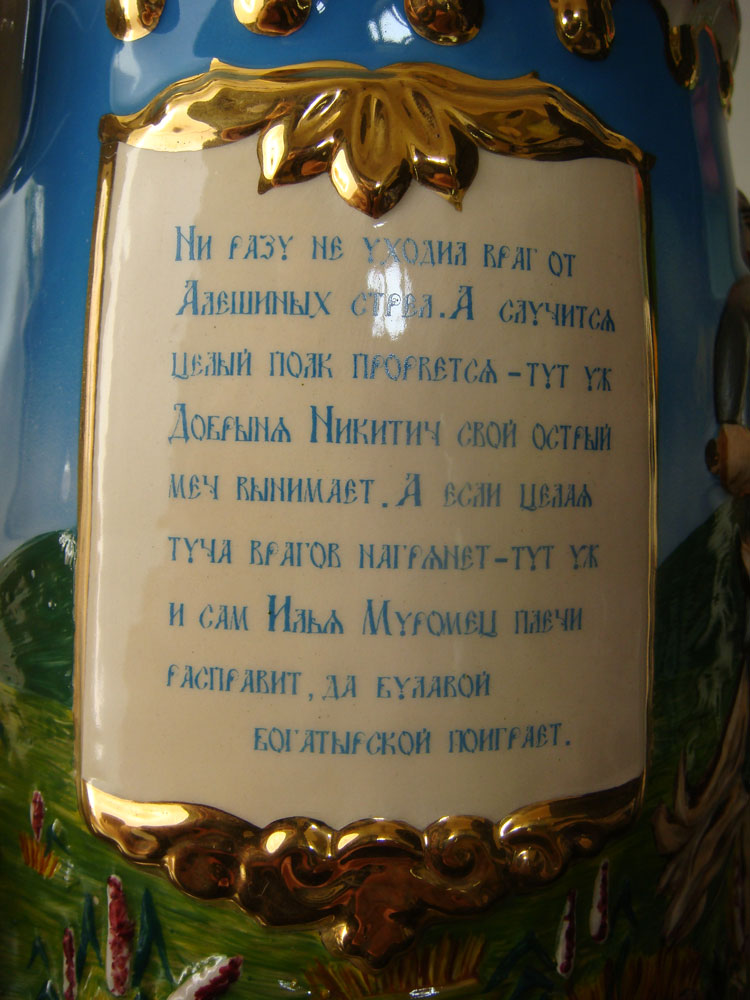 Ни разу не уходил враг от
Алешиных стрел. А случится
целый полк прорвется – тут уж
Добрыня Никитич свой острый
меч вынимает. А если целая
туча врагов нагрянет – тут уж
и сам Илья Муромец плечи
расправит, да булавой
богатырской поиграет.